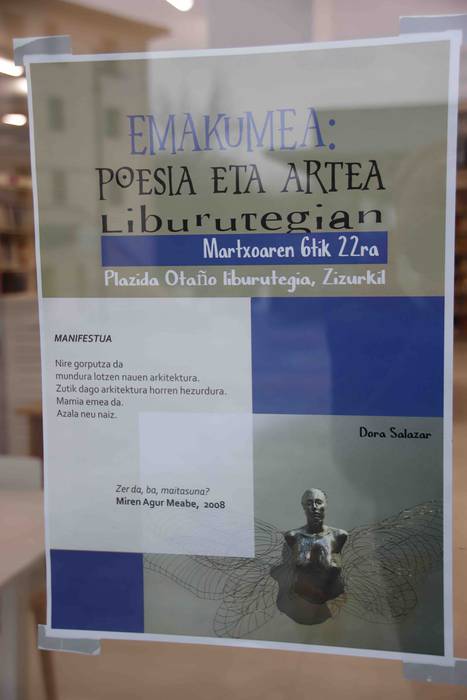 EMAKUMEA:
POESIA ETA ARTEA
Liburutegian
Martxoaren 6tik 22ra
Plazida Otaño liburutegia, Zizurkil
MANIFESTUA
Nire gorputza da
mundura lotzen nauen arkitektura.
Zutik dago arkitektura horren hezurdura.
Mamia emea da.
Azala neu naiz.
Zer da, ba, maitasuna?
Miren Agur Meabe, 2008
Dora Salazar